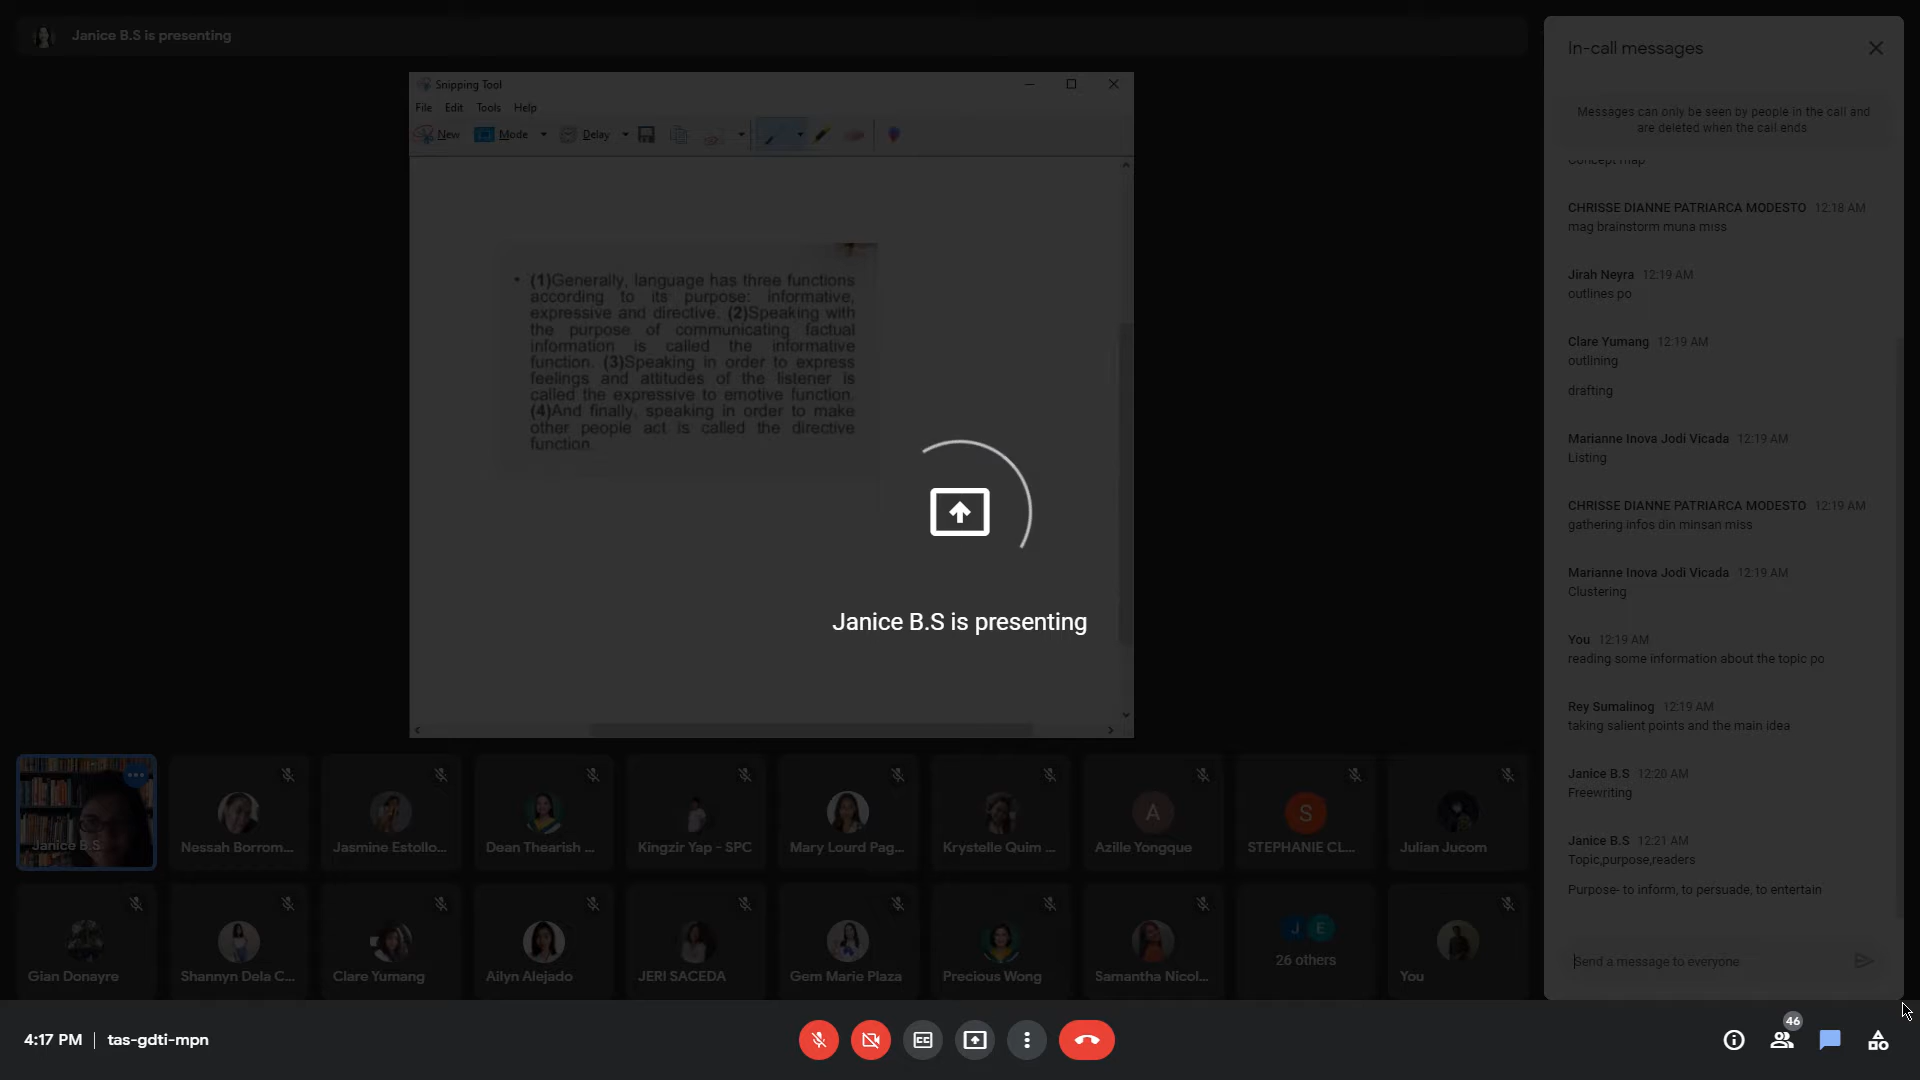 Janice B.S is presenting
Snipping Tool
File Edit Tools Help
New Mode Delay
• (1)Generally, language has three functions
according to its purpose: informative,
expressive and directive. (2)Speaking with
the purpose of communicating factual
information is called the informative
function. (3)Speaking in order to express
feelings and attitudes of the listener is
called the expressive to emotive function.
(4)And finally, speaking in order to make
other people act is called the directive
function.
Janice B.S is presenting
Janice B.S
Nessah Borrom...
Jasmine Estollo...
Dean Thearish ...
Kingzir Yap - SPC
Mary Lourd Pag...
Krystelle Quim ...
A
Azille Yongque
S
STEPHANIE CL...
Julian Jucom
Gian Donayre
Shannyn Dela C...
Clare Yumang
Ailyn Alejado
JERI SACEDA
Gem Marie Plaza
Precious Wong
Samantha Nicol...
J E
26 others
You
In-call messages
Messages can only be seen by people in the call and
are deleted when the call ends
Concept map
CHRISSE DIANNE PATRIARCA MODESTO 12:18 AM
mag brainstorm muna miss
Jirah Neyra 12:19 AM
outlines po
Clare Yumang 12:19 AM
outlining
drafting
Marianne Inova Jodi Vicada 12:19 AM
Listing
CHRISSE DIANNE PATRIARCA MODESTO 12:19 AM
gathering infos din minsan miss
Marianne Inova Jodi Vicada 12:19 AM
Clustering
You 12:19 AM
reading some information about the topic po
Rey Sumalinog 12:19 AM
taking salient points and the main idea
Janice B.S 12:20 AM
Freewriting
Janice B.S 12:21 AM
Topic,purpose,readers
Purpose- to inform, to persuade, to entertain
Send a message to everyone
4:17 PM | tas-gdti-mpn
46